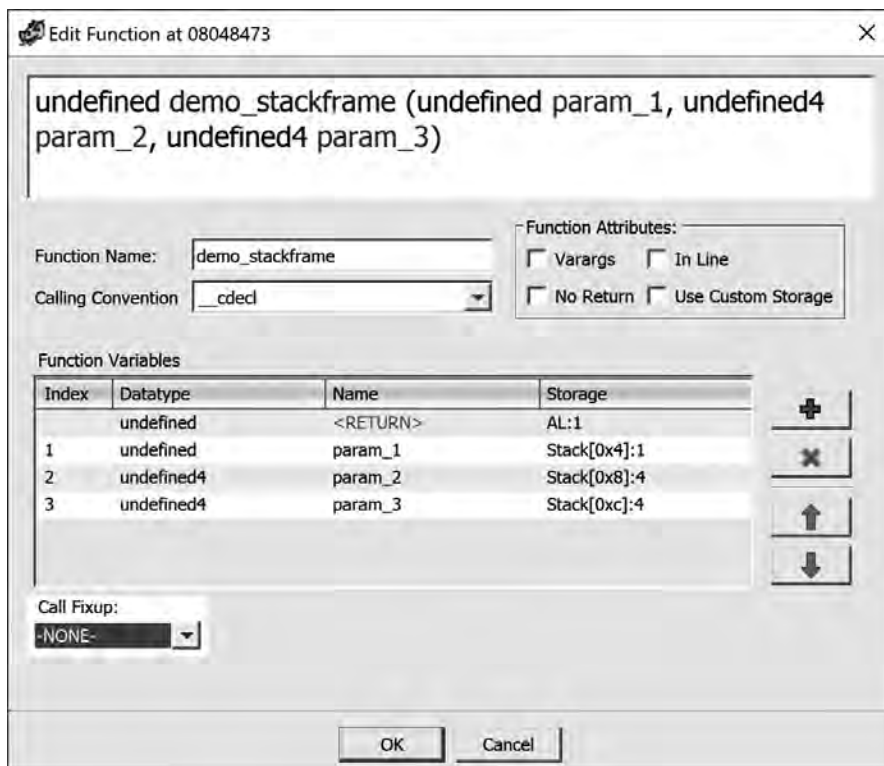 Edit Function at 08048473
undefined demo_stackframe (undefined param_1, undefined4
param_2, undefined4 param_3)
Function Attributes:
Function Name: demo_stackframe
Varargs In Line
Calling Convention __cdecl
No Return Use Custom Storage
Function Variables
Index Datatype Name Storage
undefined <RETURN> AL:1
1 undefined param_1 Stack[0x4]:1
2 undefined4 param_2 Stack[0x8]:4
3 undefined4 param_3 Stack[0xc]:4
Call Fixup:
-NONE-
OK Cancel